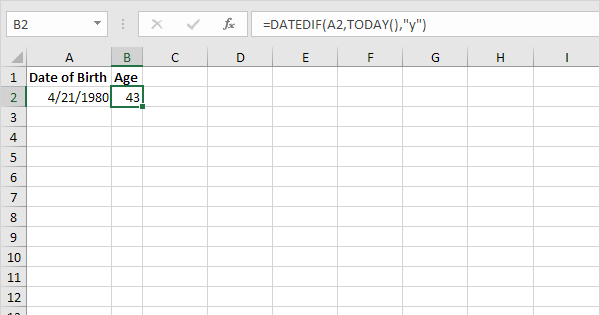 B2 fx =DATEDIF(A2,TODAY(),"y")
A B C D E F G H I
1 Date of Birth Age
2 4/21/1980 43
3
4
5
6
7
8
9
10
11
12